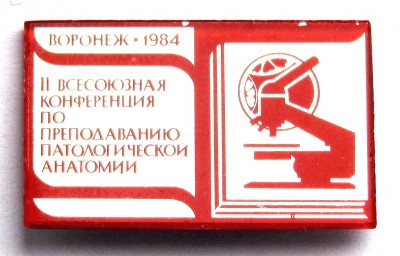 ВОРОНЕЖ • 1984
II ВСЕСОЮЗНАЯ
КОНФЕРЕНЦИЯ
ПО
ПРЕПОДАВАНИЮ
ПАТОЛОГИЧЕСКОЙ
АНАТОМИИ